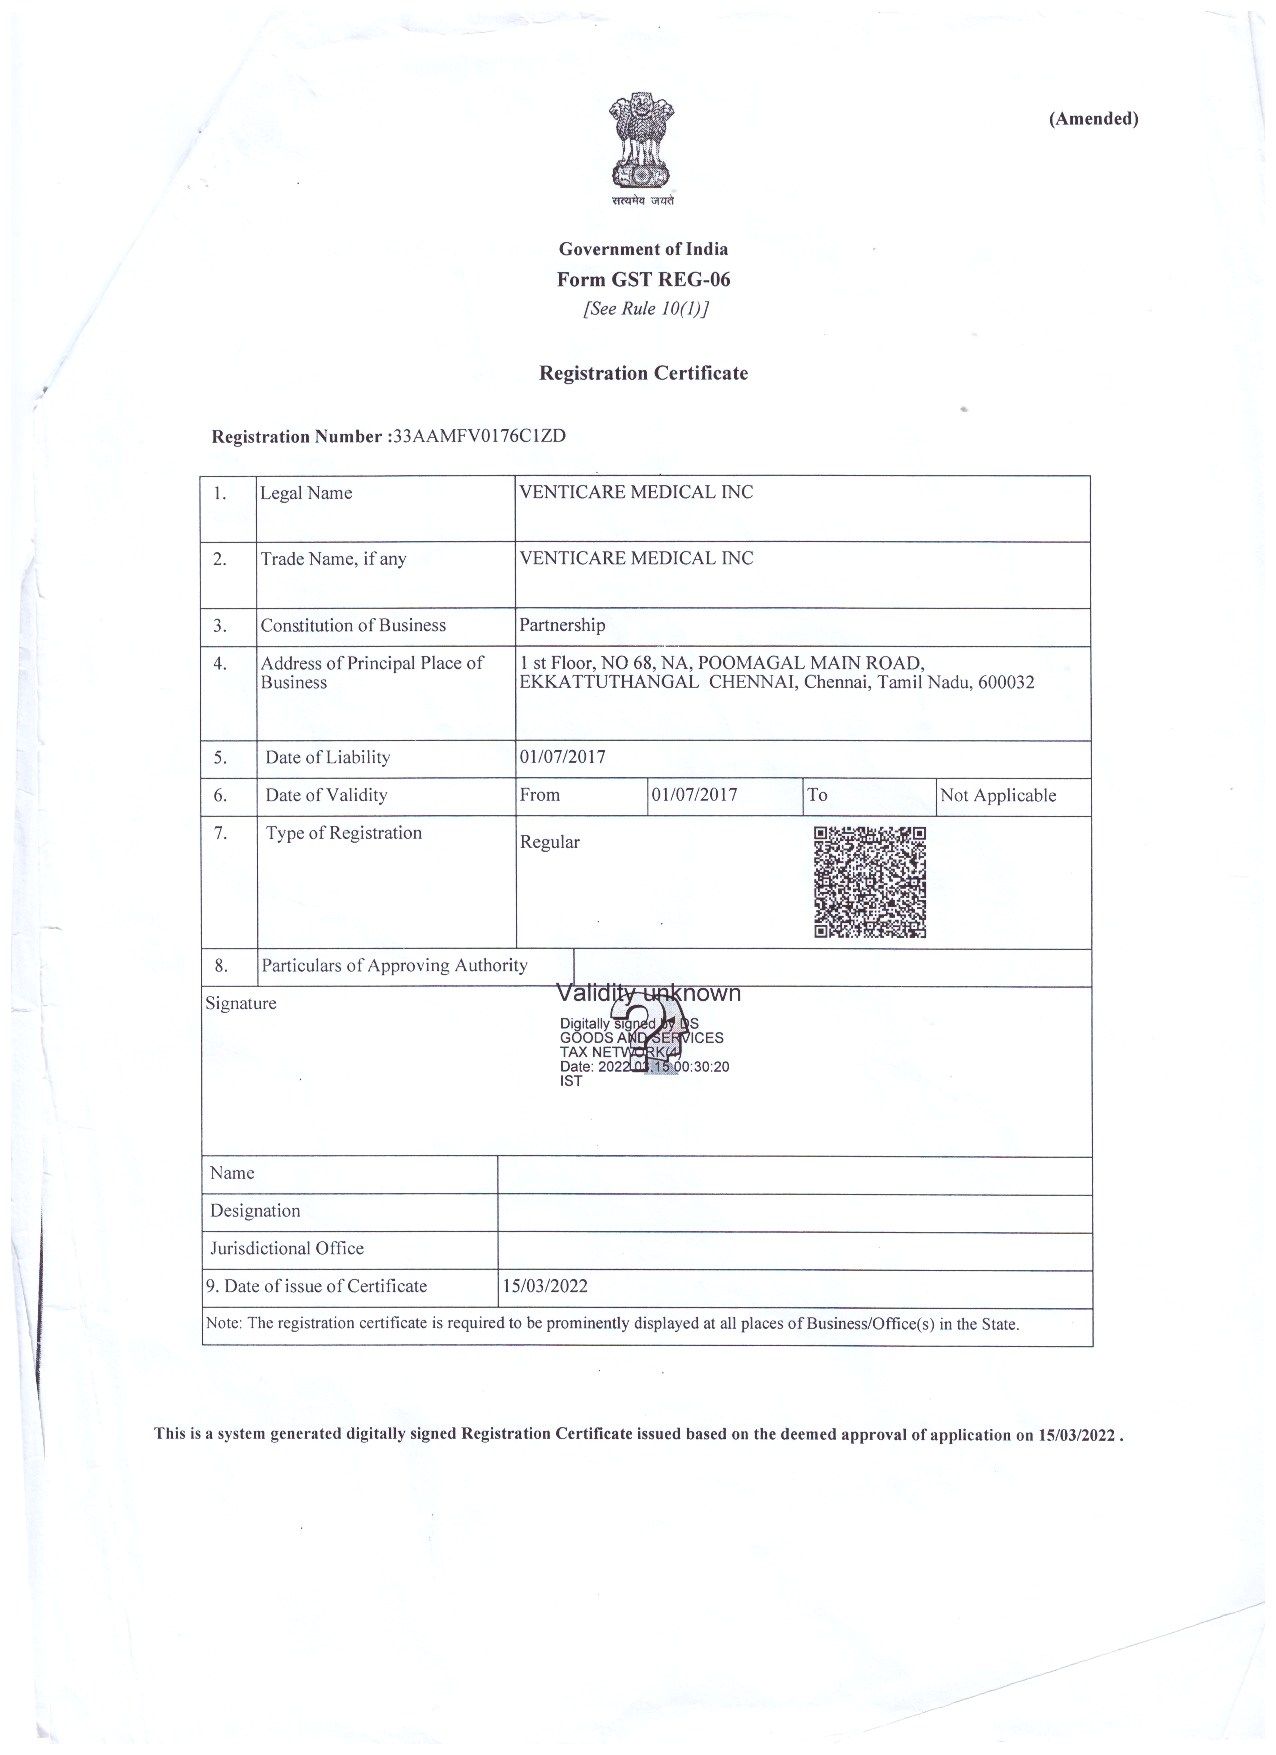 (Amended)
सत्यमेव जयते
Government of India
Form GST REG-06
[See Rule 10(1)]
Registration Certificate
Registration Number :33AAMFV0176C1ZD
1. Legal Name VENTICARE MEDICAL INC
2. Trade Name, if any VENTICARE MEDICAL INC
3. Constitution of Business Partnership
4. Address of Principal Place of Business 1 st Floor, NO 68, NA, POOMAGAL MAIN ROAD,
EKKATTUTHANGAL CHENNAI, Chennai, Tamil Nadu, 600032
5. Date of Liability 01/07/2017
6. Date of Validity From 01/07/2017 To Not Applicable
7. Type of Registration Regular
8. Particulars of Approving Authority
Signature
Validity unknown
Digitally signed by DS
GOODS AND SERVICES
TAX NETWORK(4)
Date: 2022.03.15 00:30:20
IST
Name
Designation
Jurisdictional Office
9. Date of issue of Certificate 15/03/2022
Note: The registration certificate is required to be prominently displayed at all places of Business/Office(s) in the State.
This is a system generated digitally signed Registration Certificate issued based on the deemed approval of application on 15/03/2022 .